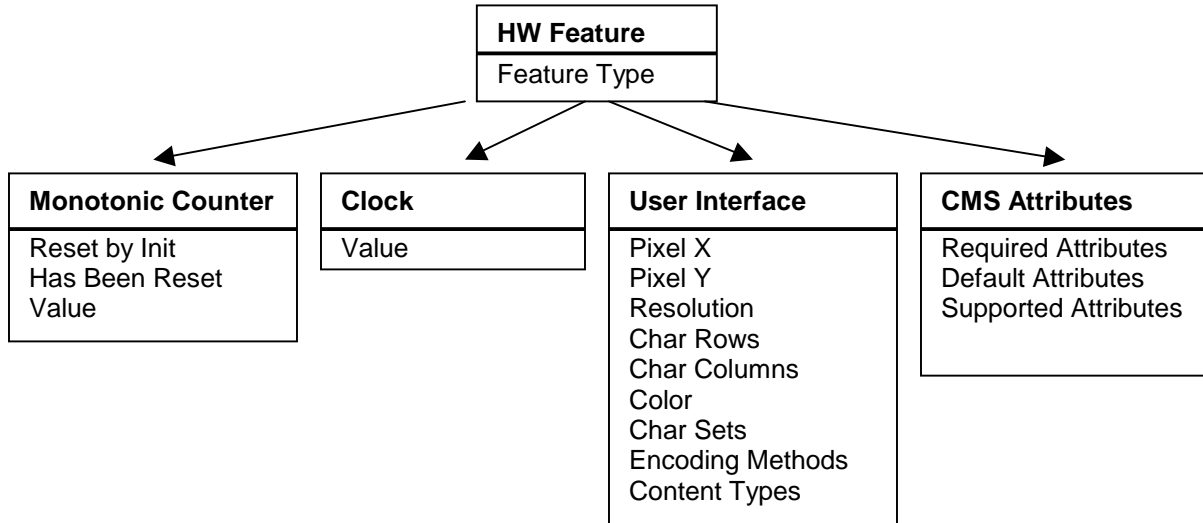 HW Feature
Feature Type
Monotonic Counter
Reset by Init
Has Been Reset
Value
Clock
Value
User Interface
Pixel X
Pixel Y
Resolution
Char Rows
Char Columns
Color
Char Sets
Encoding Methods
Content Types
CMS Attributes
Required Attributes
Default Attributes
Supported Attributes